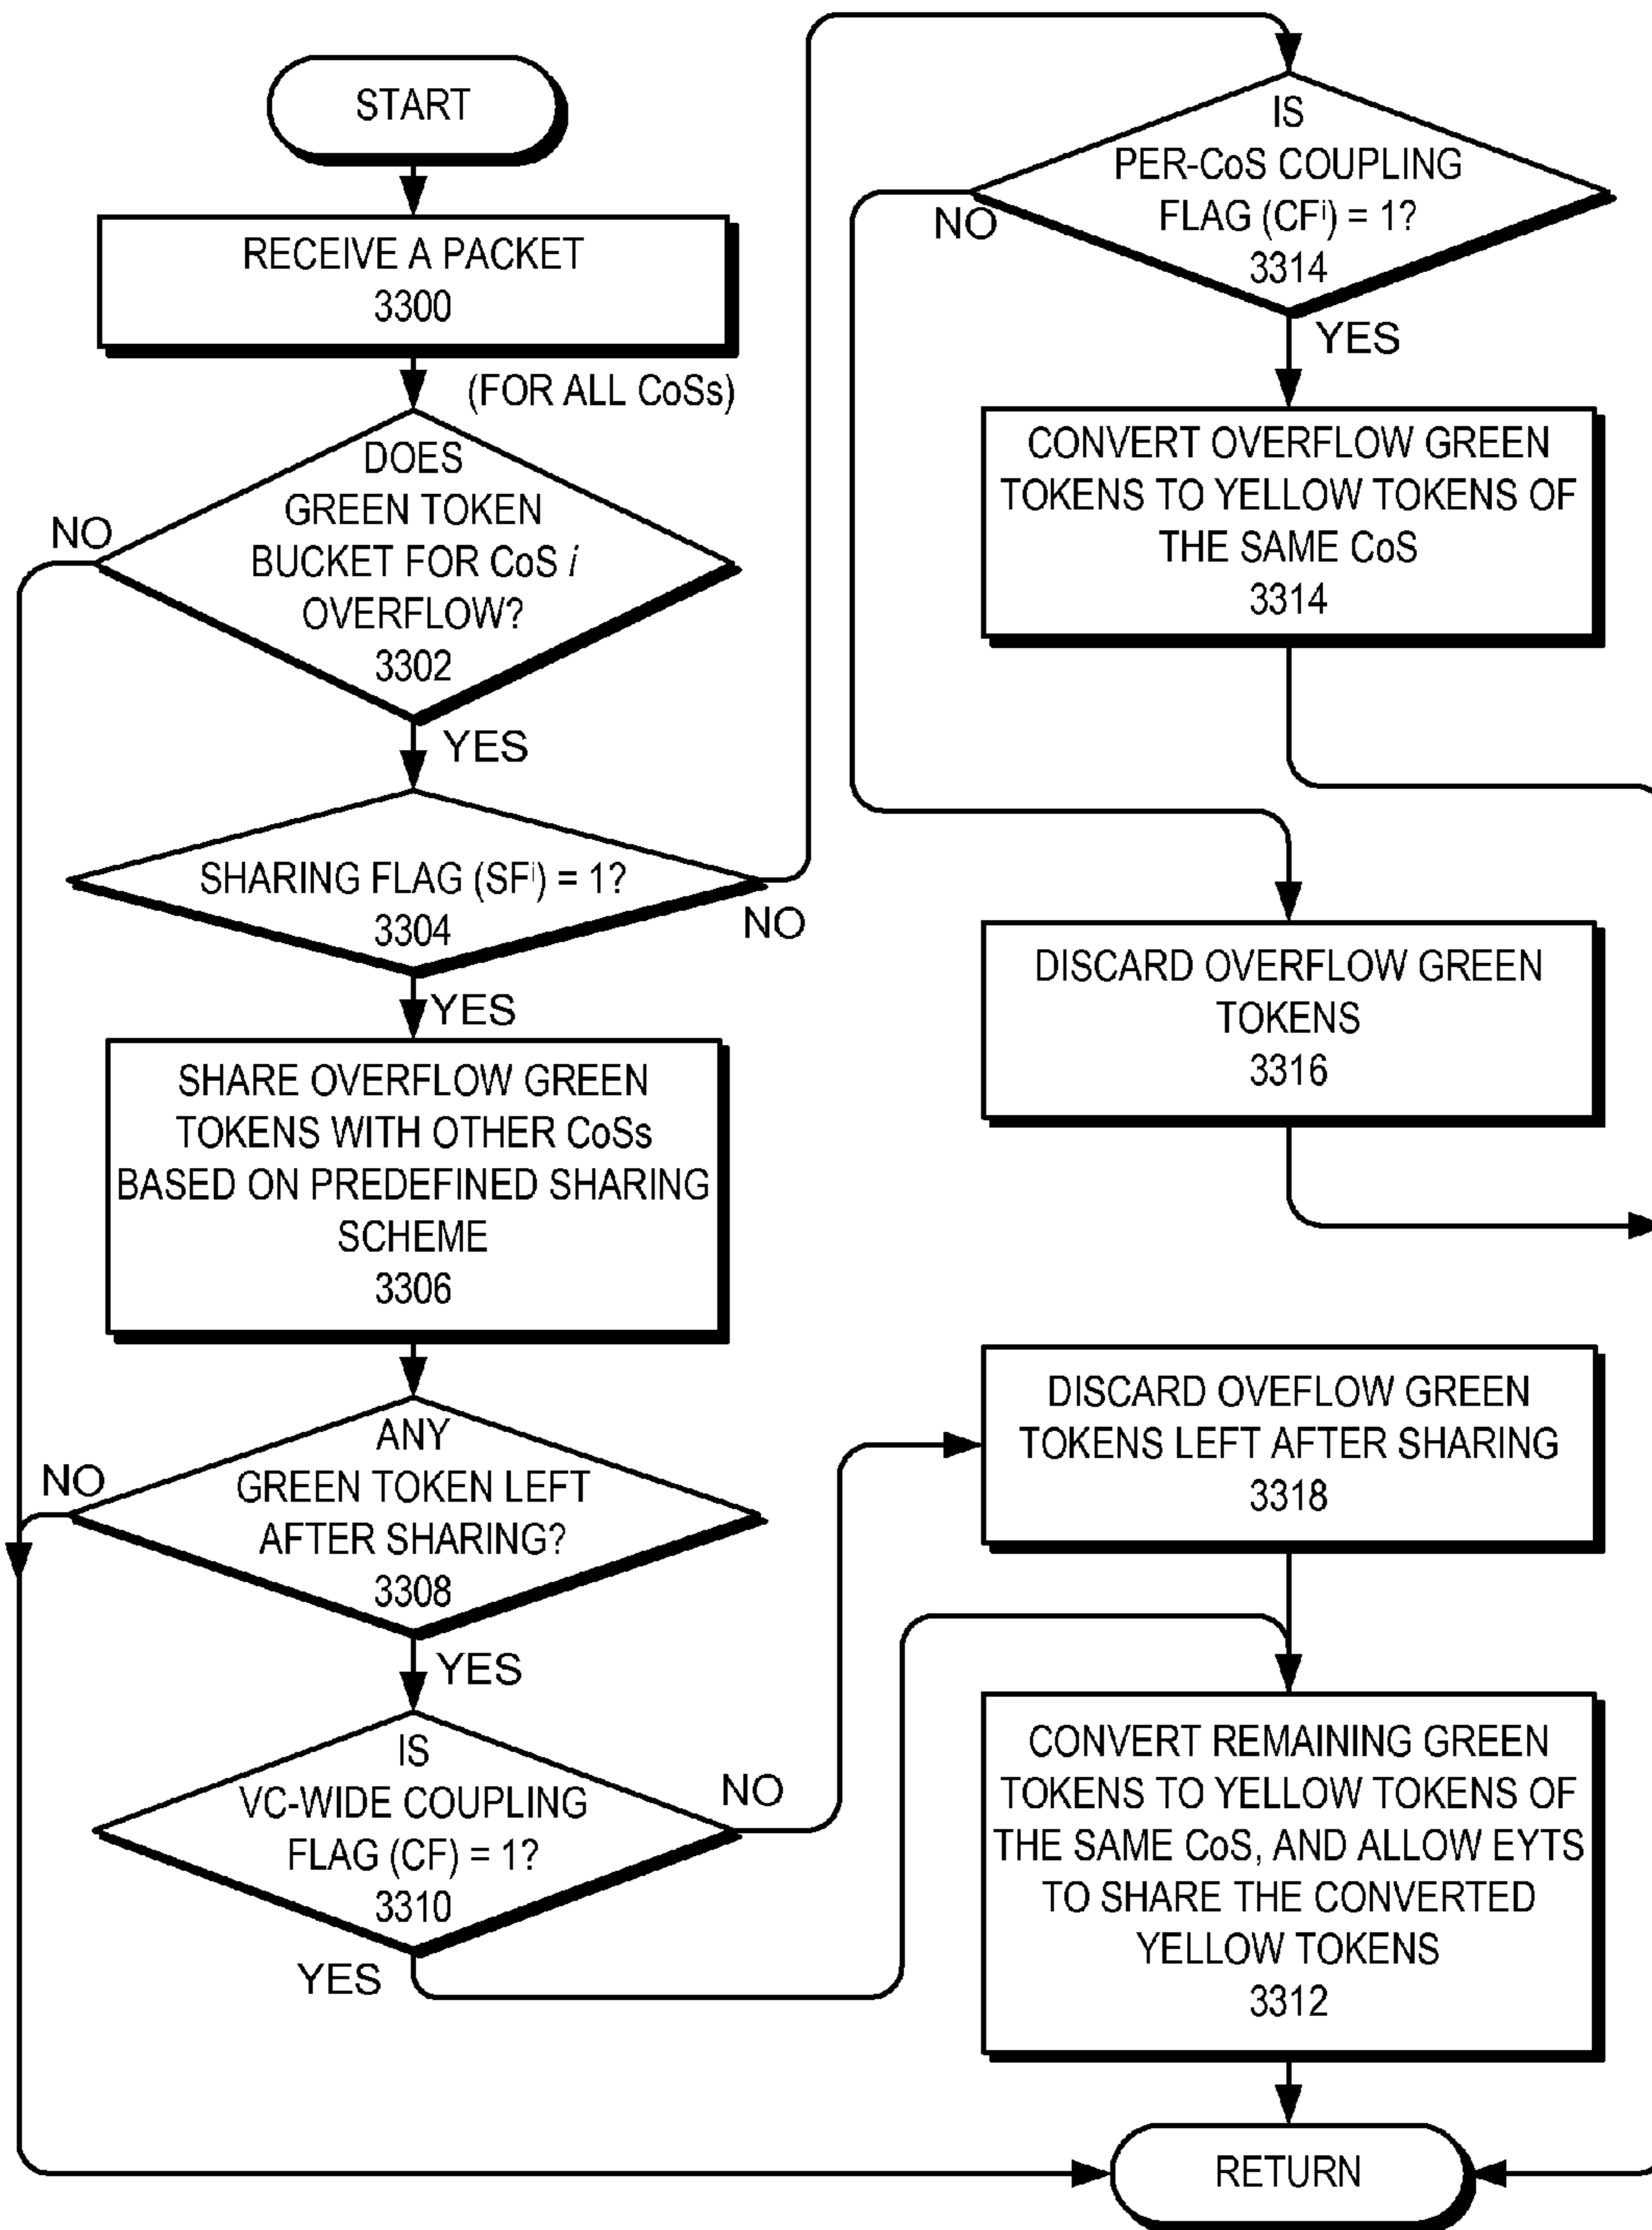 START
RECEIVE A PACKET
3300
(FOR ALL CoSs)
DOES
GREEN TOKEN
BUCKET FOR CoS i
OVERFLOW?
3302
NO
YES
SHARING FLAG (SFⁱ) = 1?
3304
NO
YES
SHARE OVERFLOW GREEN
TOKENS WITH OTHER CoSs
BASED ON PREDEFINED SHARING
SCHEME
3306
ANY
GREEN TOKEN LEFT
AFTER SHARING?
3308
NO
YES
IS
VC-WIDE COUPLING
FLAG (CF) = 1?
3310
NO
YES
IS
PER-CoS COUPLING
FLAG (CFⁱ) = 1?
3314
NO
YES
CONVERT OVERFLOW GREEN
TOKENS TO YELLOW TOKENS OF
THE SAME CoS
3314
DISCARD OVERFLOW GREEN
TOKENS
3316
DISCARD OVEFLOW GREEN
TOKENS LEFT AFTER SHARING
3318
CONVERT REMAINING GREEN
TOKENS TO YELLOW TOKENS OF
THE SAME CoS, AND ALLOW EYTS
TO SHARE THE CONVERTED
YELLOW TOKENS
3312
RETURN